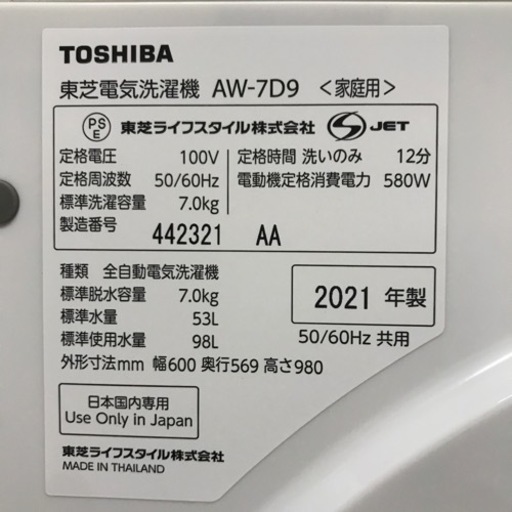 TOSHIBA
東芝電気洗濯機 AW-7D9 <家庭用>
PSE 東芝ライフスタイル株式会社 S JET
定格電圧 100V 定格時間 洗いのみ 12分
定格周波数 50/60Hz 電動機定格消費電力 580W
標準洗濯容量 7.0kg
製造番号 442321 AA
種類 全自動電気洗濯機
標準脱水容量 7.0kg 2021 年製
標準水量 53L
標準使用水量 98L 50/60Hz 共用
外形寸法mm 幅600 奥行569 高さ980
日本国内専用
Use Only in Japan
東芝ライフスタイル株式会社
MADE IN THAILAND